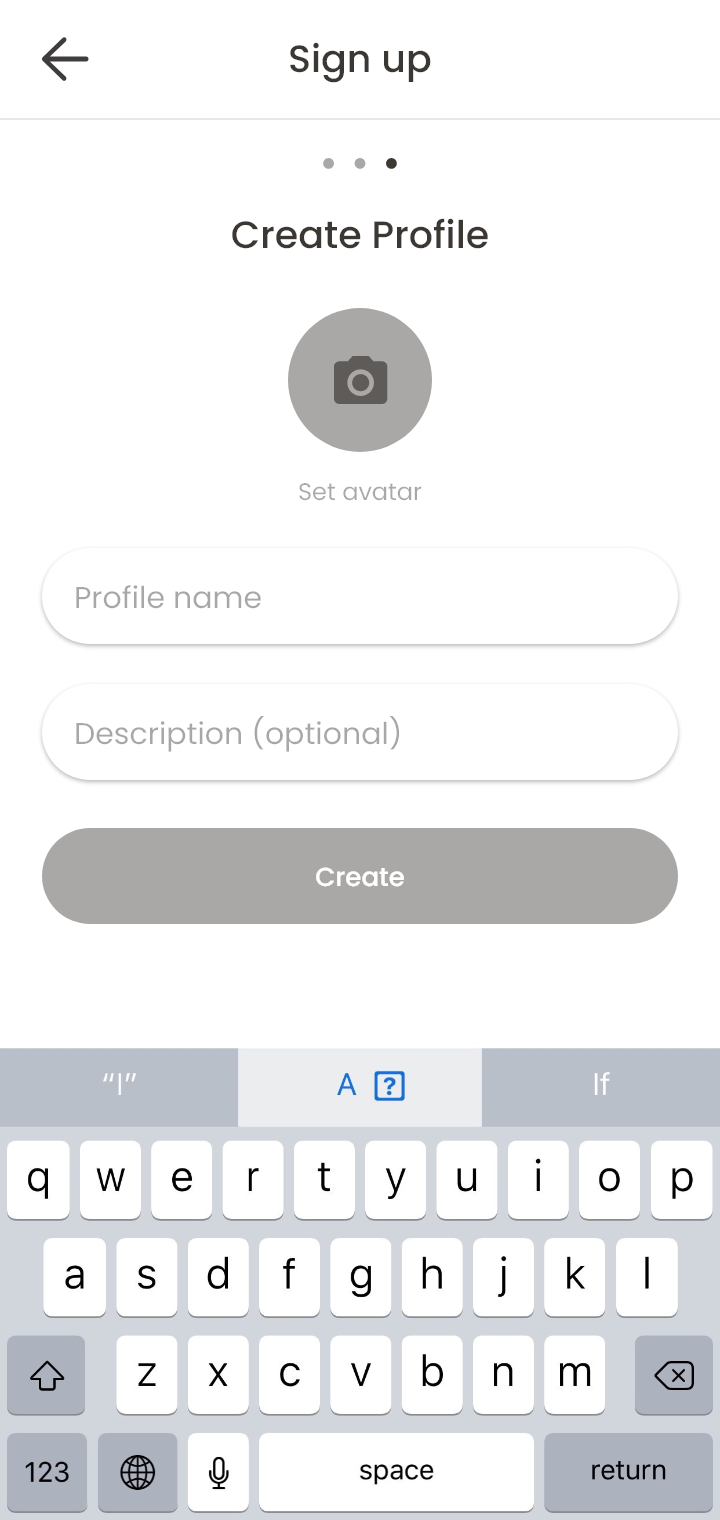 Sign up
Create Profile
Set avatar
Profile name
Description (optional)
Create
“I” A ? If
q w e r t y u i o p
a s d f g h j k l
z x c v b n m
123 space return